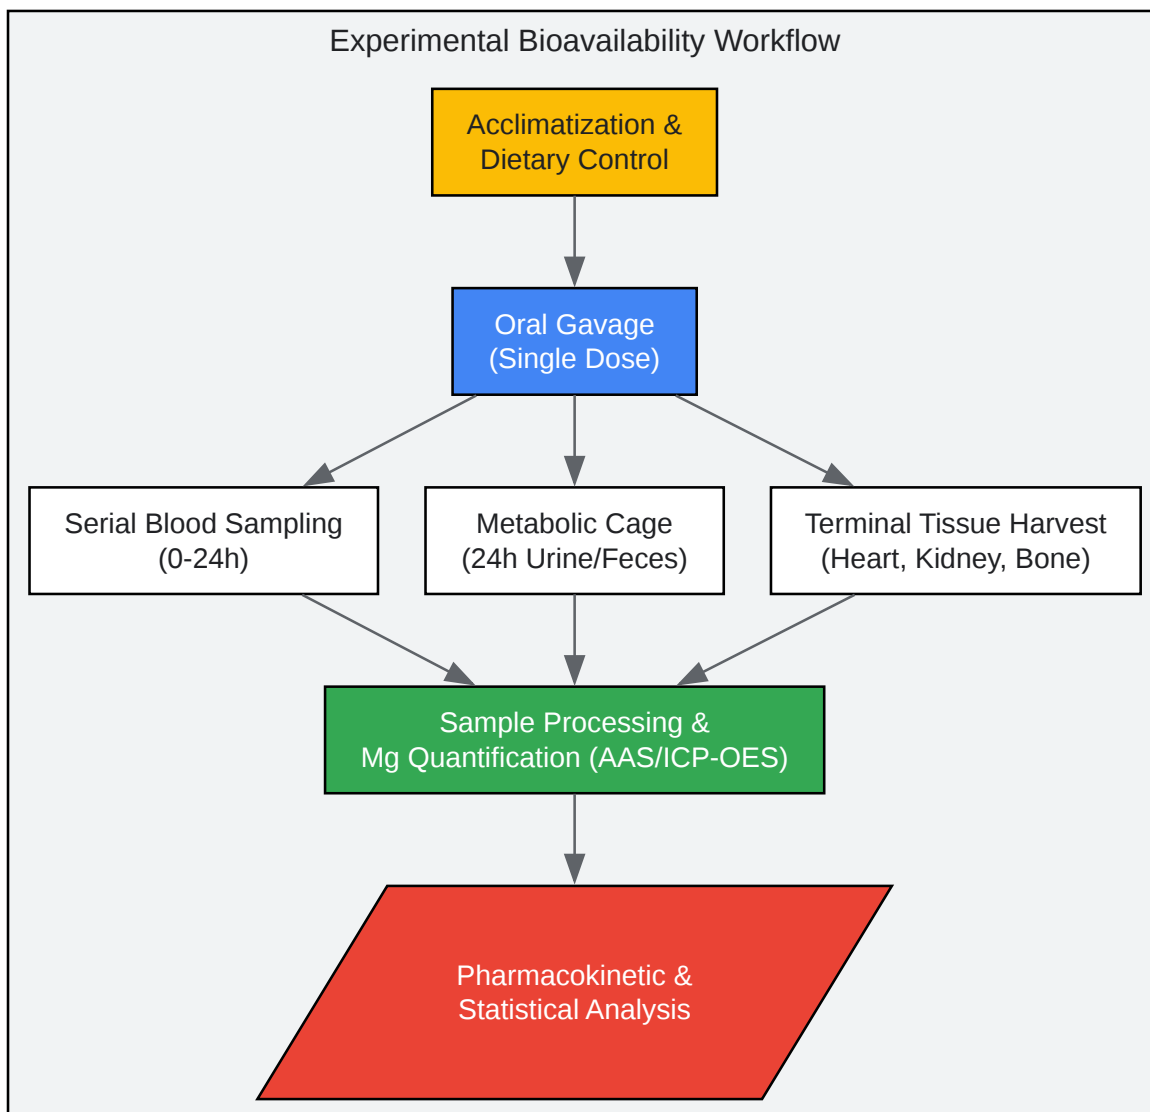 Experimental Bioavailability Workflow
Acclimatization &
Dietary Control
Oral Gavage
(Single Dose)
Serial Blood Sampling
(0-24h)
Metabolic Cage
(24h Urine/Feces)
Terminal Tissue Harvest
(Heart, Kidney, Bone)
Sample Processing &
Mg Quantification (AAS/ICP-OES)
Pharmacokinetic &
Statistical Analysis